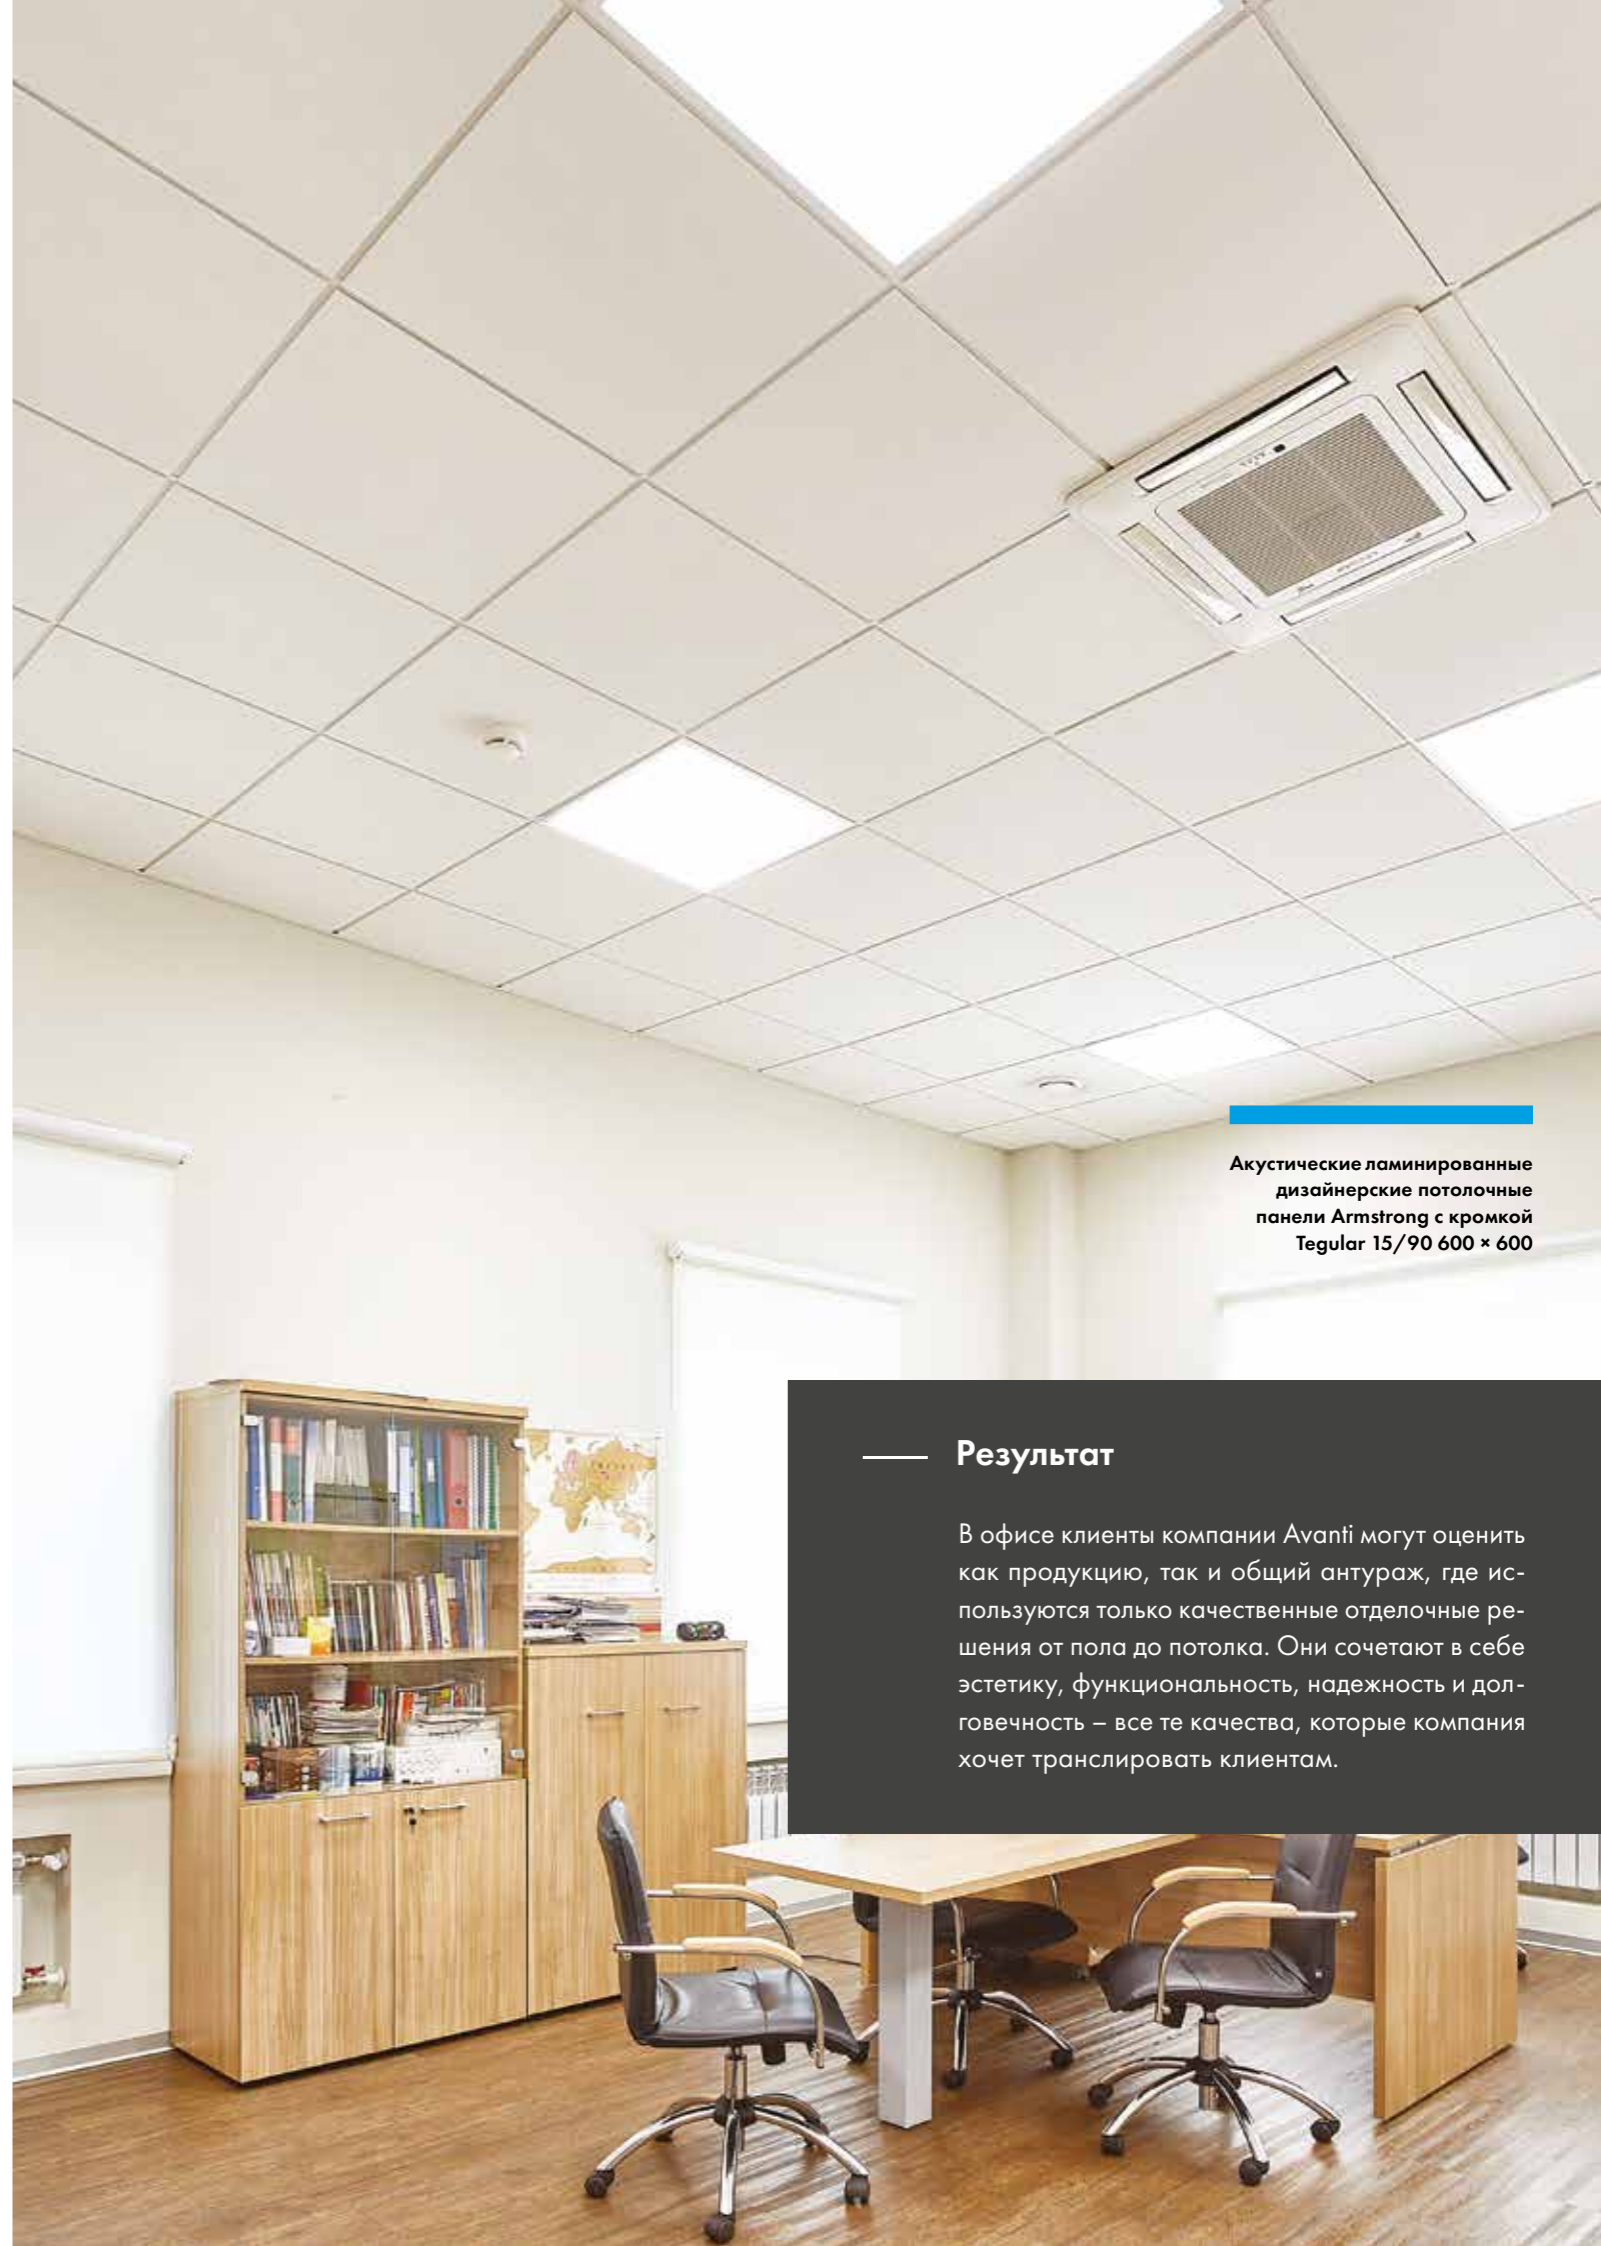 Акустические ламинированные
дизайнерские потолочные
панели Armstrong с кромкой
Tegular 15/90 600 × 600
Результат
В офисе клиенты компании Avanti могут оценить
как продукцию, так и общий антураж, где ис-
пользуются только качественные отделочные ре-
шения от пола до потолка. Они сочетают в себе
эстетику, функциональность, надежность и дол-
говечность – все те качества, которые компания
хочет транслировать клиентам.